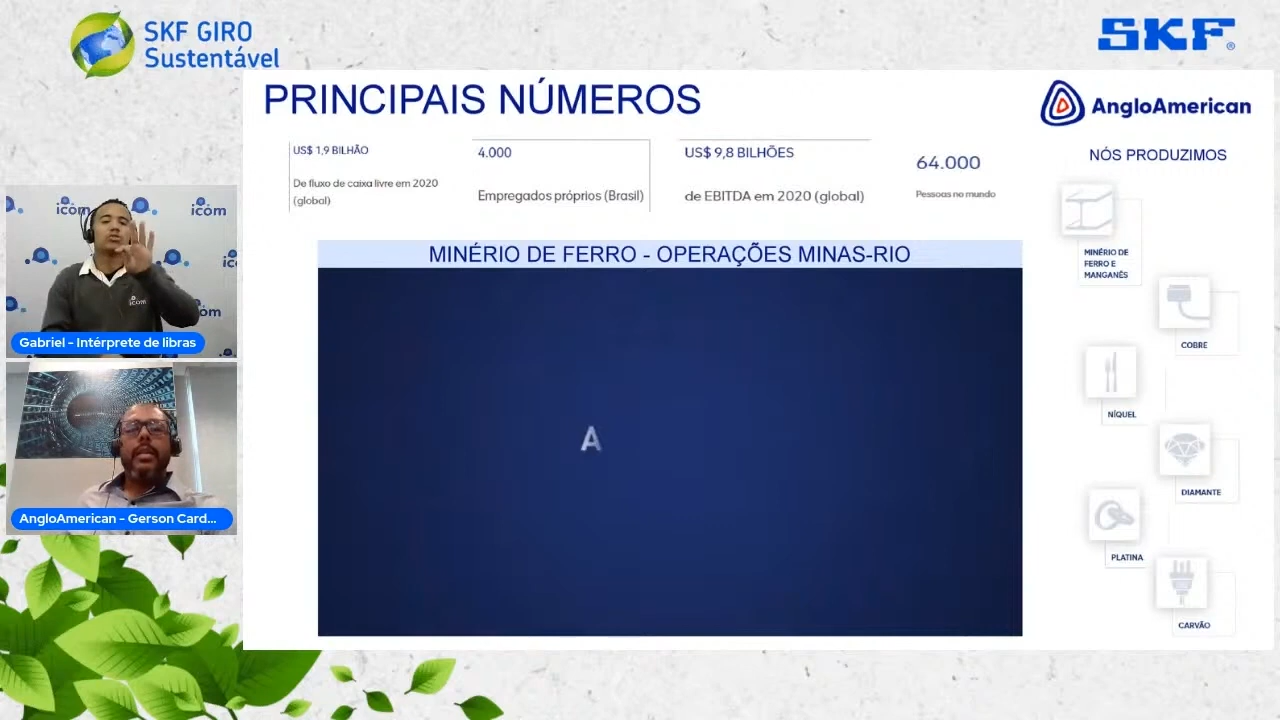 SKF GIRO
Sustentável
SKF®
PRINCIPAIS NÚMEROS
AngloAmerican
US$ 1,9 BILHÃO
De fluxo de caixa livre em 2020
(global)
4.000
Empregados próprios (Brasil)
US$ 9,8 BILHÕES
de EBITDA em 2020 (global)
64.000
Pessoas no mundo
NÓS PRODUZIMOS
MINÉRIO DE
FERRO E
MANGANÊS
COBRE
NÍQUEL
DIAMANTE
PLATINA
CARVÃO
MINÉRIO DE FERRO - OPERAÇÕES MINAS-RIO
A
icom
icom
icom
Gabriel - Intérprete de libras
AngloAmerican - Gerson Card...